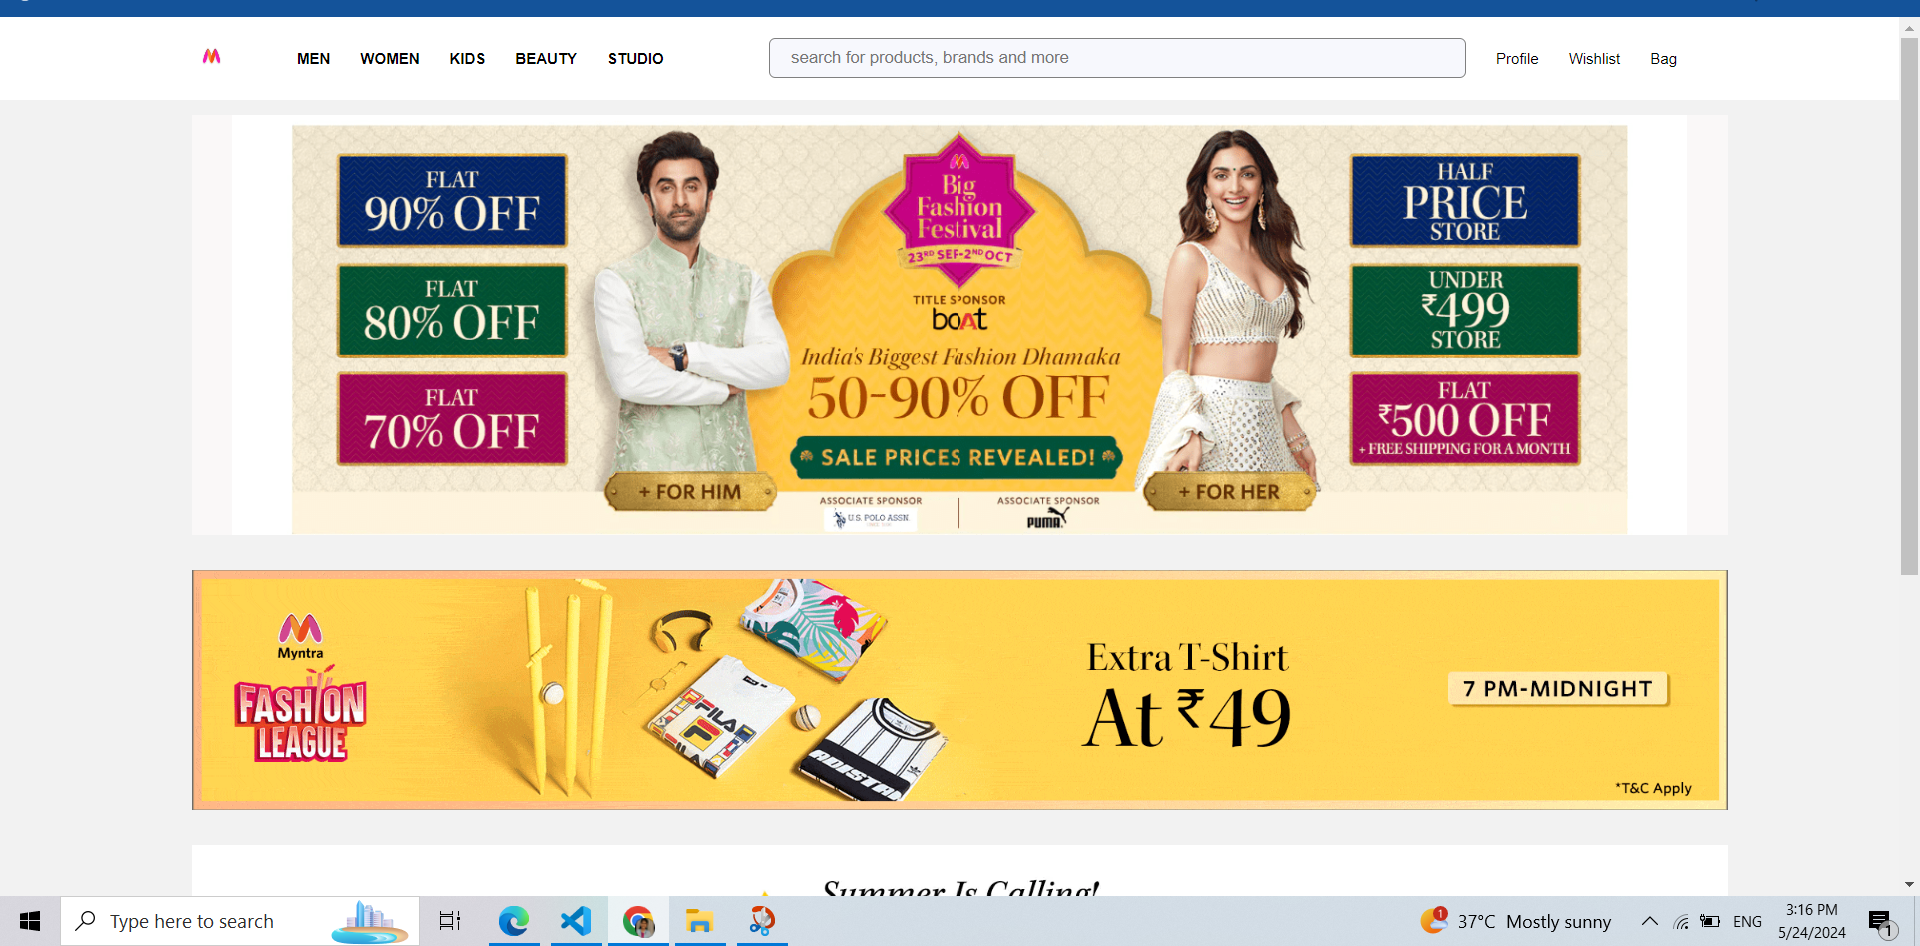 MEN WOMEN KIDS BEAUTY STUDIO
search for products, brands and more
Profile Wishlist Bag
FLAT
90% OFF
FLAT
80% OFF
FLAT
70% OFF
Big
Fashion
Festival
23RD SEP-2ND OCT
TITLE SPONSOR
boAt
India's Biggest Fashion Dhamaka
50-90% OFF
SALE PRICES REVEALED!
+ FOR HIM
+ FOR HER
ASSOCIATE SPONSOR
U.S. POLO ASSN.
ASSOCIATE SPONSOR
PUMA
HALF
PRICE
STORE
UNDER
₹499
STORE
FLAT
₹500 OFF
+ FREE SHIPPING FOR A MONTH
Myntra
FASHION
LEAGUE
FILA
FILA
ADISTAR
Extra T-Shirt
At ₹49
7 PM-MIDNIGHT
*T&C Apply
Summer Is Calling!
Type here to search
1
37°C Mostly sunny
ENG
3:16 PM
5/24/2024
1